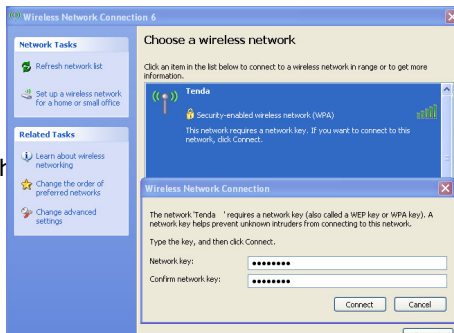 Wireless Network Connection 6
Network Tasks
Refresh network list
Set up a wireless network
for a home or small office
Related Tasks
Learn about wireless
networking
Change the order of
preferred networks
Change advanced
settings
Choose a wireless network
Click an item in the list below to connect to a wireless network in range or to get more
information.
Tenda
Security-enabled wireless network (WPA)
This network requires a network key. If you want to connect to this
network, click Connect.
Wireless Network Connection
The network 'Tenda ' requires a network key (also called a WEP key or WPA key). A
network key helps prevent unknown intruders from connecting to this network.
Type the key, and then click Connect.
Network key: ••••••••
Confirm network key: ••••••••
Connect Cancel